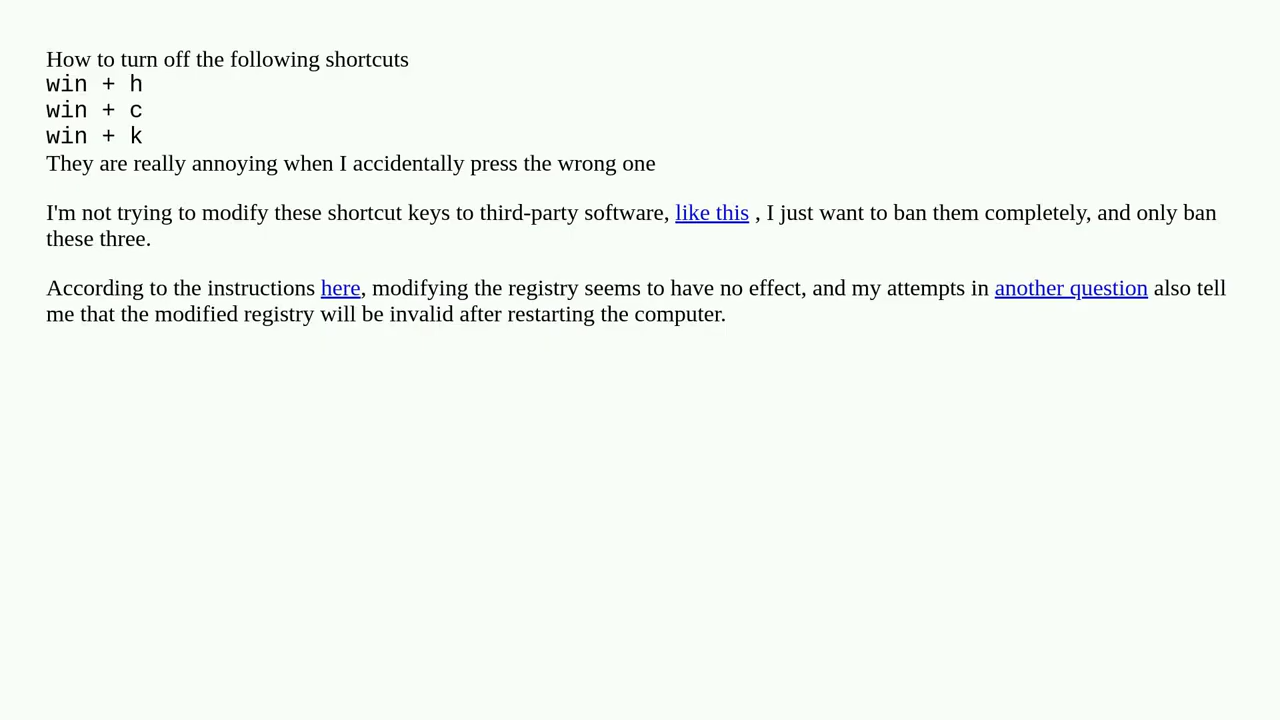 How to turn off the following shortcuts
win + h
win + c
win + k
They are really annoying when I accidentally press the wrong one
I'm not trying to modify these shortcut keys to third-party software, like this , I just want to ban them completely, and only ban
these three.
According to the instructions here, modifying the registry seems to have no effect, and my attempts in another question also tell
me that the modified registry will be invalid after restarting the computer.